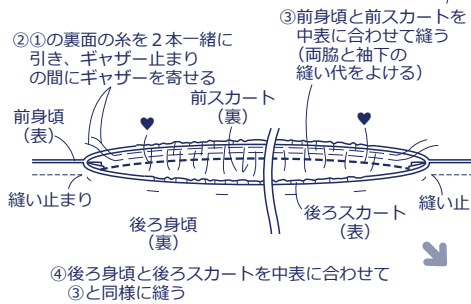 ③前身頃と前スカートを
中表に合わせて縫う
(両脇と袖下の
縫い代をよける)
②①の裏面の糸を2本一緒に
引き、ギャザー止まり
の間にギャザーを寄せる
前スカート
(裏)
前身頃
(表)
縫い止まり
縫い止
後ろ身頃
(裏)
後ろスカート
(表)
④後ろ身頃と後ろスカートを中表に合わせて
③と同様に縫う